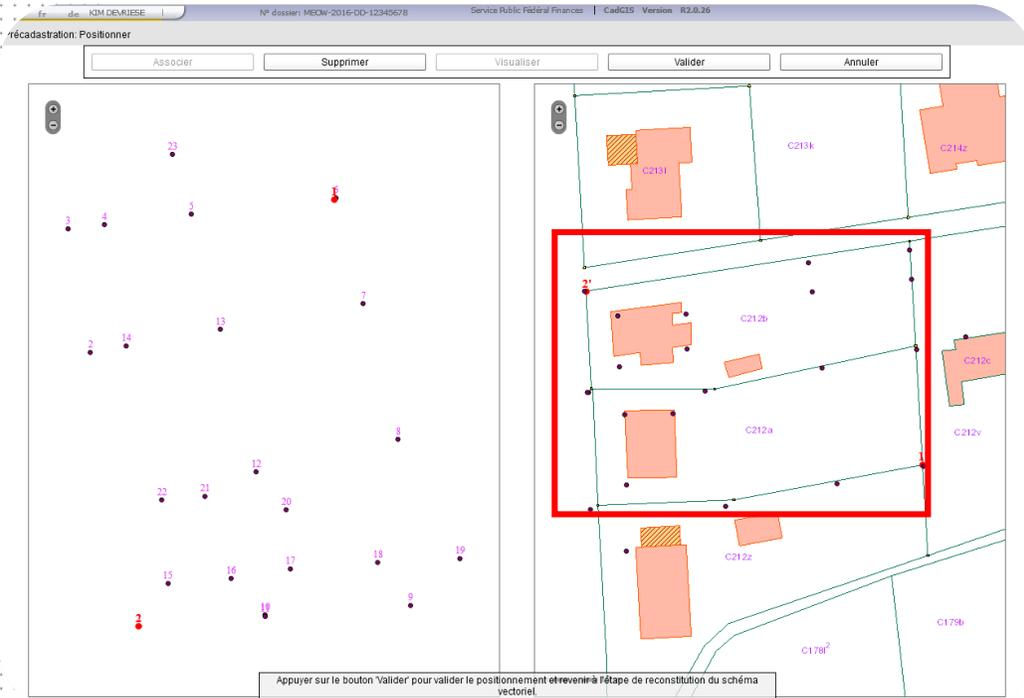 fr de KIM DEVRIESE N° dossier: MEOW-2016-DD-12345678 Service Public Fédéral Finances | CadGIS Version R2.0.26
récadastration: Positionner
Associer Supprimer Visualiser Valider Annuler
23
1
5
3 4
7
13
2 14
8
12
22 21
20
19
18
17
15 16
9
2
C213k
C214z
C213l
2'
C212b
C212c
C212a
C212v
1
C212z
C179b
C178l²
Appuyer sur le bouton 'Valider' pour valider le positionnement et revenir à l'étape de reconstitution du schéma
vectoriel.